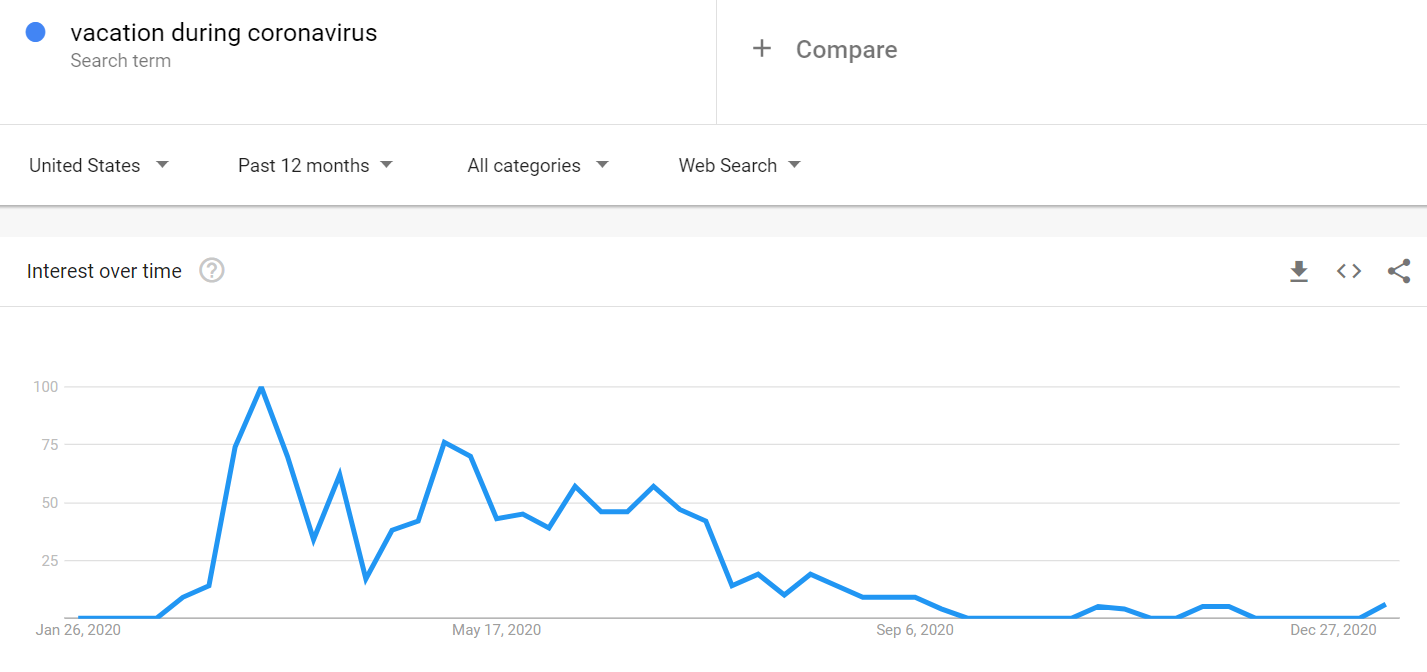 vacation during coronavirus
Search term
+ Compare
United States
Past 12 months
All categories
Web Search
Interest over time ?
100
75
50
25
Jan 26, 2020
May 17, 2020
Sep 6, 2020
Dec 27, 2020